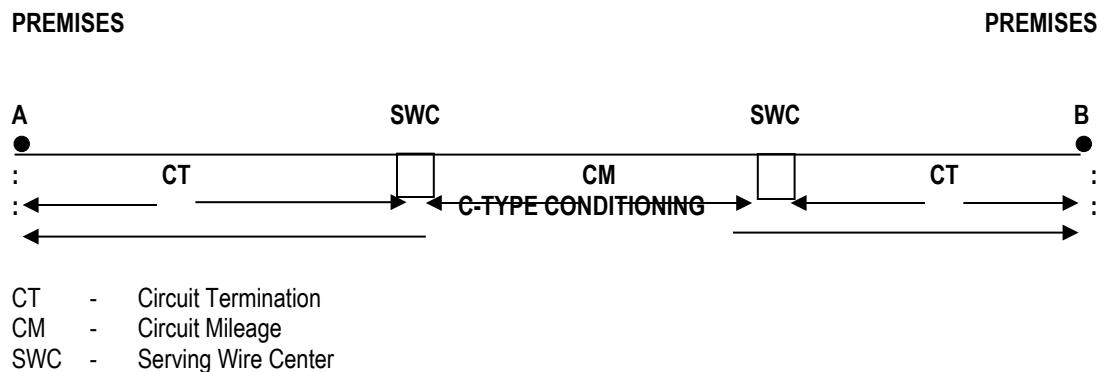 PREMISES PREMISES
A SWC SWC B
: CT CM CT :
: C-TYPE CONDITIONING :
CT - Circuit Termination
CM - Circuit Mileage
SWC - Serving Wire Center